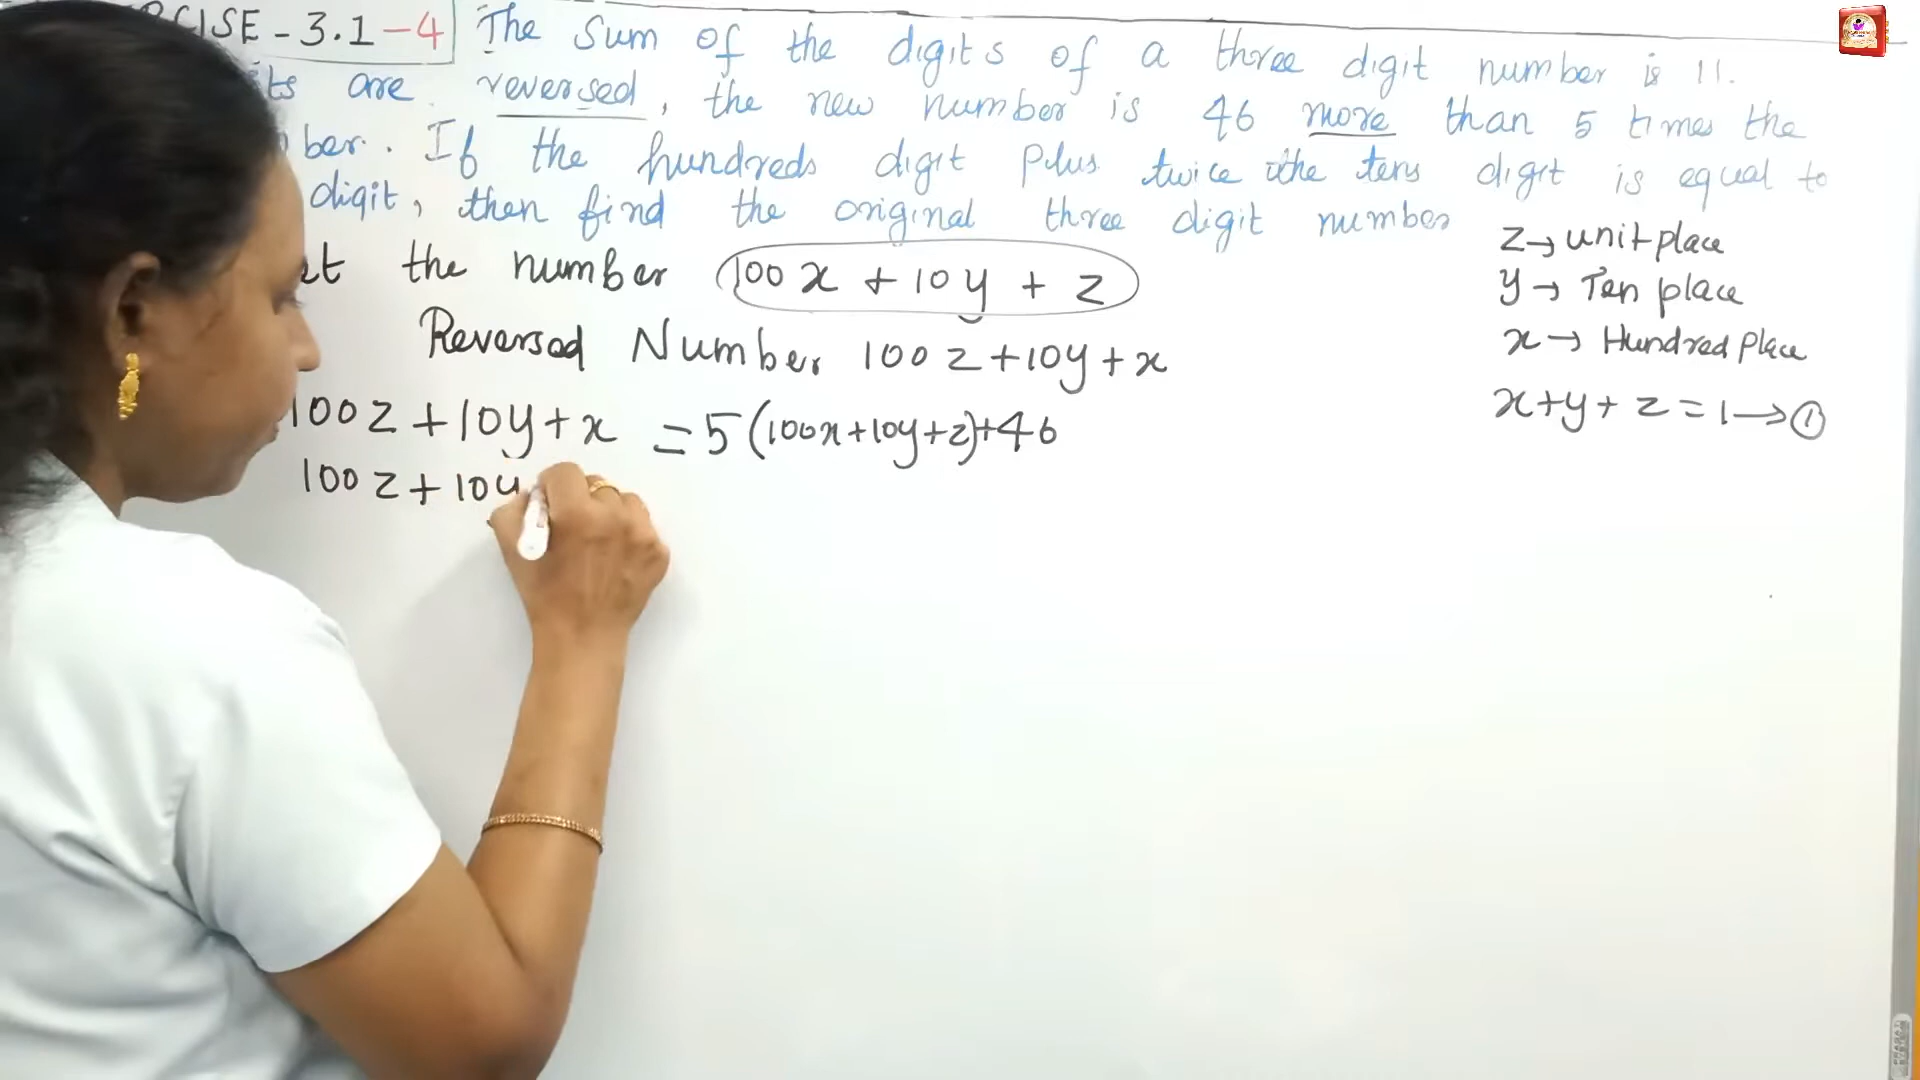 CISE - 3.1 - 4 The Sum of the digits of a three digit number is 11.
ts are reversed, the new number is 46 more than 5 times the
ber. If the hundreds digit plus twice the tens digit is equal to
digit, then find the original three digit number
z → unit place
et the number 100x + 10y + z
y → Ten place
Reversed Number 100z + 10y + x
x → Hundred Place
100z + 10y + x = 5(100x + 10y + z) + 46
x + y + z = 1 → ①
100z + 10y